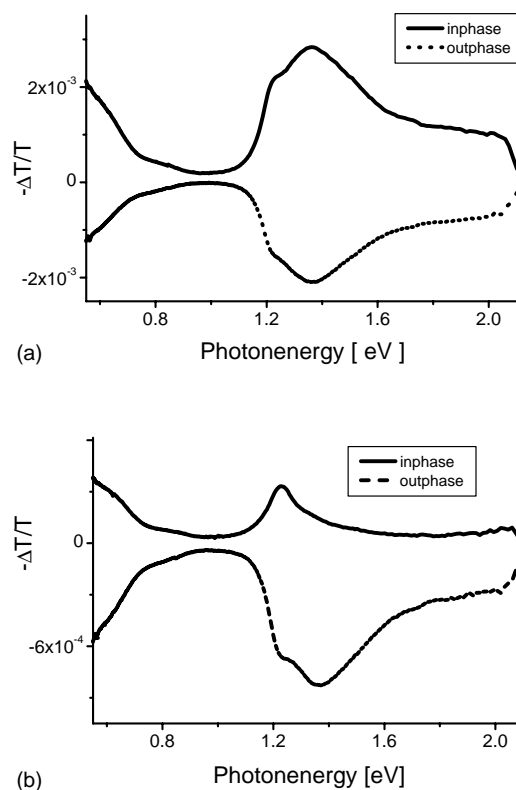 inphase
outphase
2x10-3
0
-2x10-3
-ΔT/T
0.8
1.2
1.6
2.0
Photonenergy [ eV ]
(a)
inphase
outphase
0
-6x10-4
-ΔT/T
0.8
1.2
1.6
2.0
Photonenergy [eV]
(b)